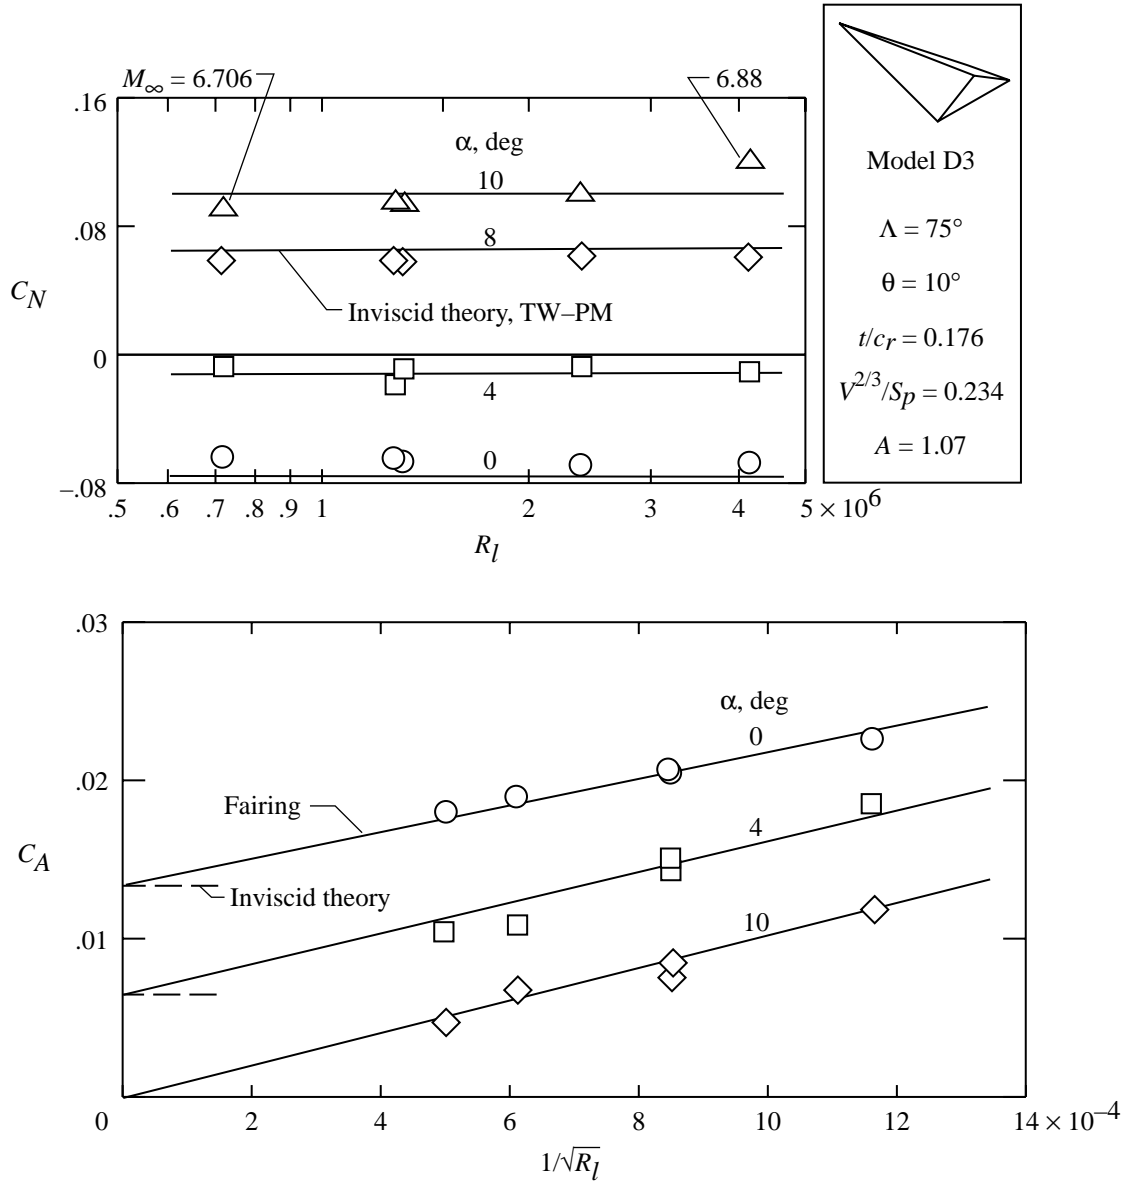 M∞ = 6.706
6.88
.16
α, deg
10
.08
8
C_N
Inviscid theory, TW–PM
0
4
0
–.08
.5 .6 .7 .8 .9 1 2 3 4 5 × 10^6
R_l
Model D3
Λ = 75°
θ = 10°
t/c_r = 0.176
V^2/3/S_p = 0.234
A = 1.07
.03
α, deg
0
.02
Fairing
4
C_A
Inviscid theory
10
.01
0 2 4 6 8 10 12 14 × 10^–4
1/√R_l